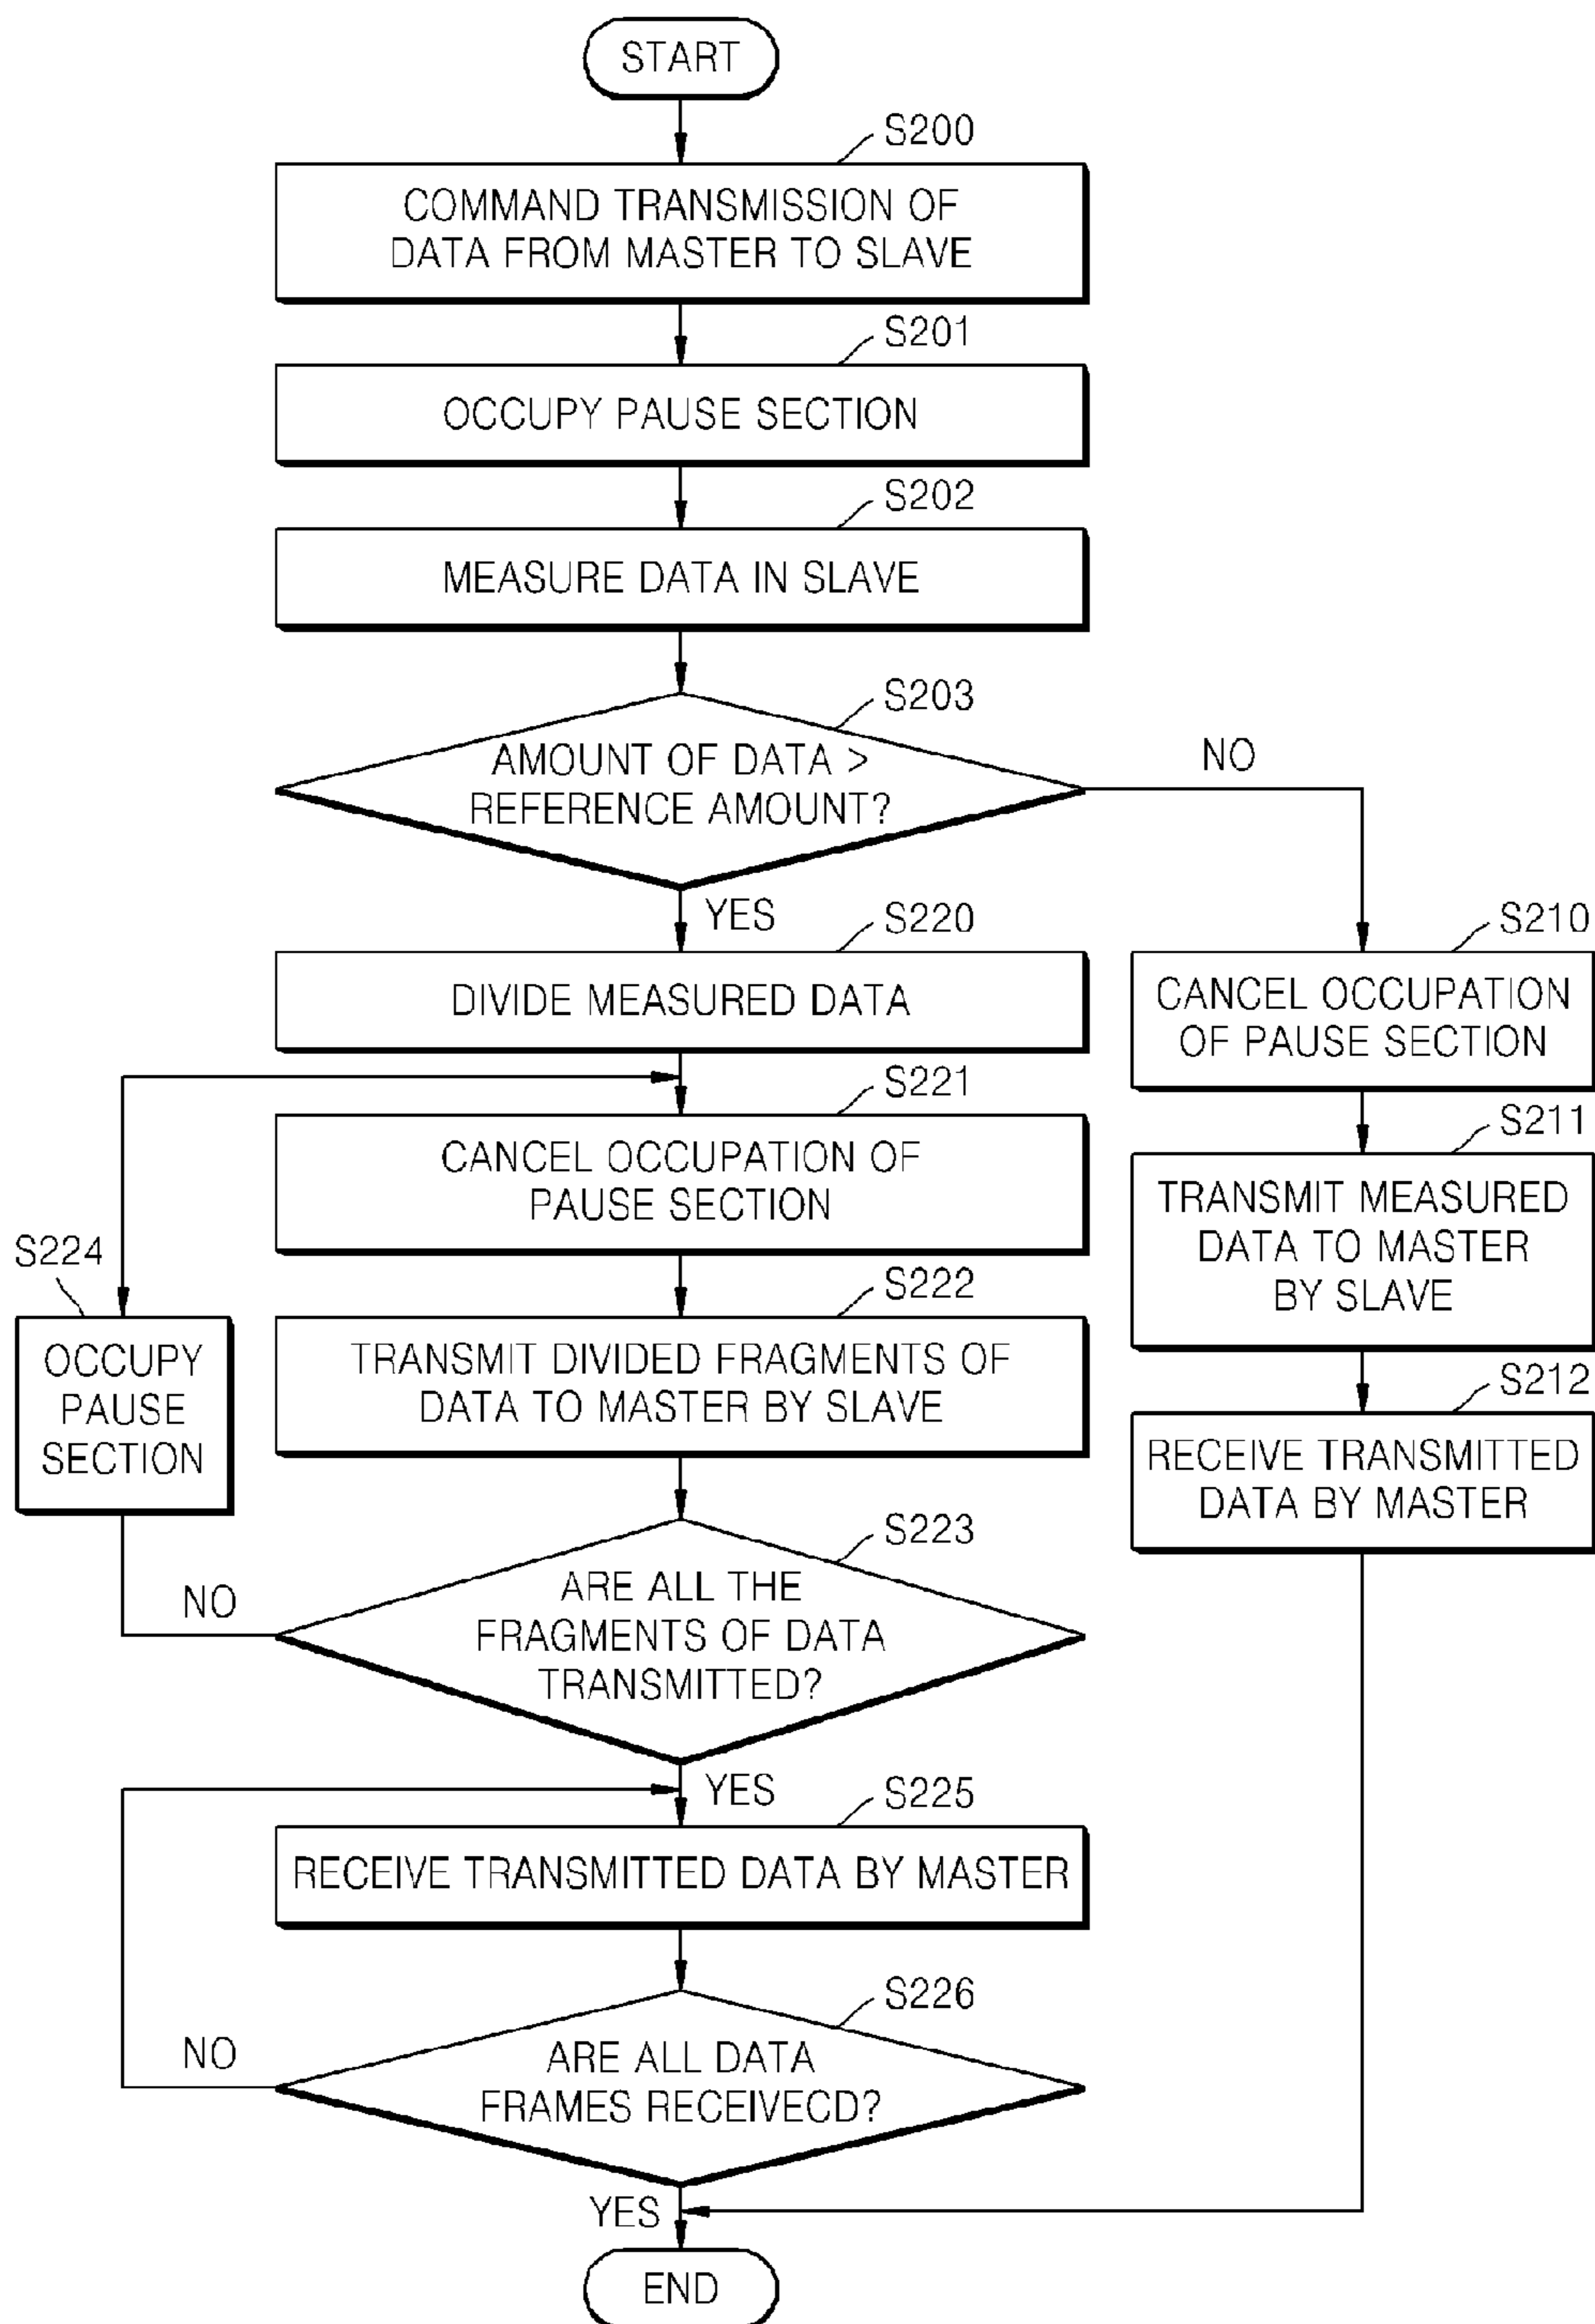 START
S200
COMMAND TRANSMISSION OF
DATA FROM MASTER TO SLAVE
S201
OCCUPY PAUSE SECTION
S202
MEASURE DATA IN SLAVE
S203
AMOUNT OF DATA >
REFERENCE AMOUNT?
NO
YES
S220
DIVIDE MEASURED DATA
S210
CANCEL OCCUPATION
OF PAUSE SECTION
S221
CANCEL OCCUPATION OF
PAUSE SECTION
S211
TRANSMIT MEASURED
DATA TO MASTER
BY SLAVE
S224
OCCUPY
PAUSE
SECTION
S222
TRANSMIT DIVIDED FRAGMENTS OF
DATA TO MASTER BY SLAVE
S212
RECEIVE TRANSMITTED
DATA BY MASTER
S223
ARE ALL THE
FRAGMENTS OF DATA
TRANSMITTED?
NO
YES
S225
RECEIVE TRANSMITTED DATA BY MASTER
S226
ARE ALL DATA
FRAMES RECEIVECD?
NO
YES
END